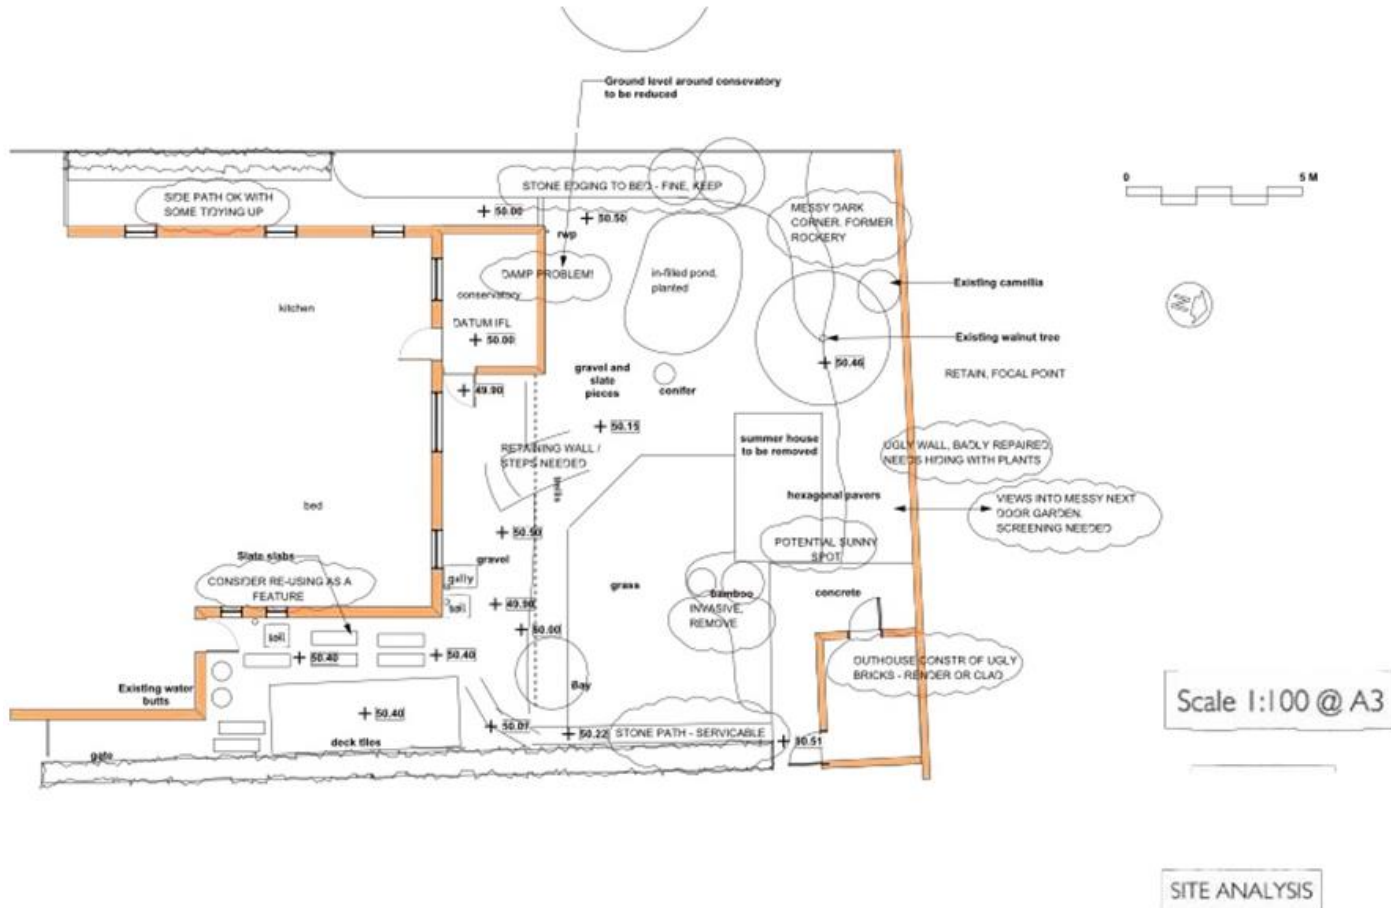 Ground level around consevatory
to be reduced
0
5 M
STONE EDGING TO BED - FINE, KEEP
SIDE PATH OK WITH
SOME TIDYING UP
MESSY DARK
CORNER. FORMER
ROCKERY
50.00
50.50
rwp
DAMP PROBLEM!
in-filled pond,
planted
Existing camellia
conservatory
kitchen
DATUM IFL
50.00
Existing walnut tree
50.46
gravel and
slate
pieces
RETAIN, FOCAL POINT
49.90
conifer
50.15
RETAINING WALL /
STEPS NEEDED
summer house
to be removed
UGLY WALL, BADLY REPAIRED,
NEEDS HIDING WITH PLANTS
trellis
hexagonal pavers
VIEWS INTO MESSY NEXT
DOOR GARDEN.
SCREENING NEEDED
bed
50.50
POTENTIAL SUNNY
SPOT
Slate slabs
gravel
CONSIDER RE-USING AS A
FEATURE
gully
grass
bamboo
INVASIVE,
REMOVE
concrete
soil
49.90
50.00
soil
50.40
50.40
OUTHOUSE CONSTR OF UGLY
BRICKS - RENDER OR CLAD
Existing water
butts
Bay
50.40
deck tiles
50.07
50.22
STONE PATH - SERVICABLE
50.51
gate
Scale 1:100 @ A3
SITE ANALYSIS